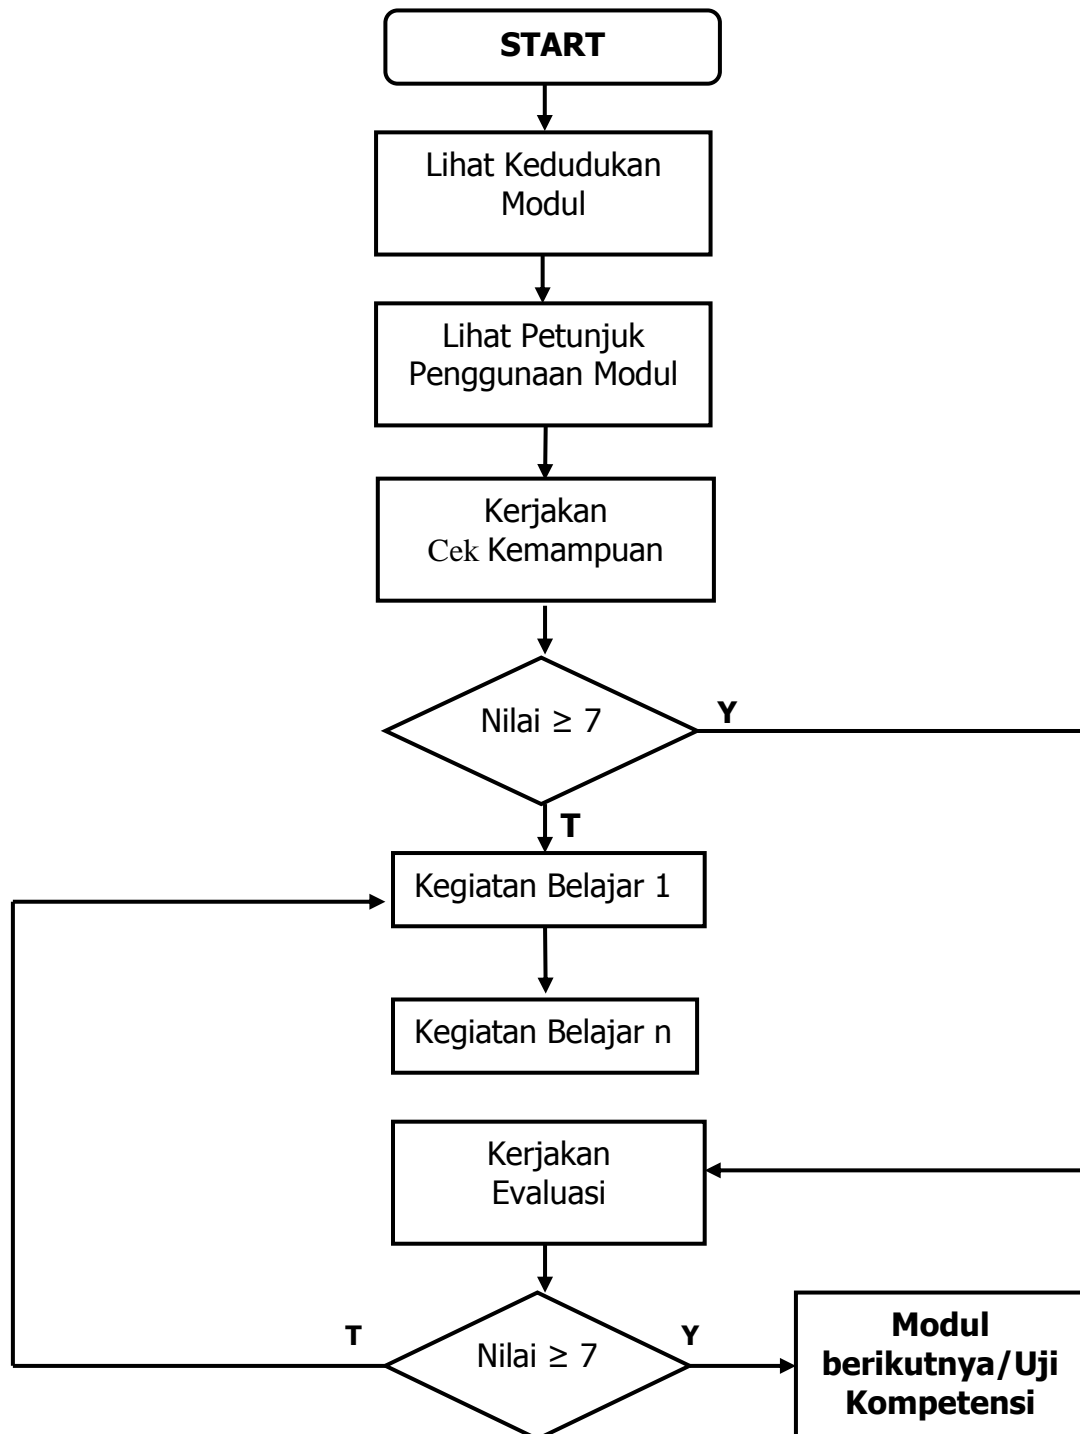 START
Lihat Kedudukan
Modul
Lihat Petunjuk
Penggunaan Modul
Kerjakan
Cek Kemampuan
Nilai ≥ 7
Y
T
Kegiatan Belajar 1
Kegiatan Belajar n
Kerjakan
Evaluasi
T
Nilai ≥ 7
Y
Modul
berikutnya/Uji
Kompetensi